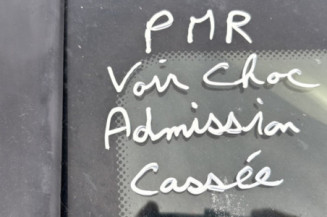 PMR
Voir Choc
Admission
Cassée